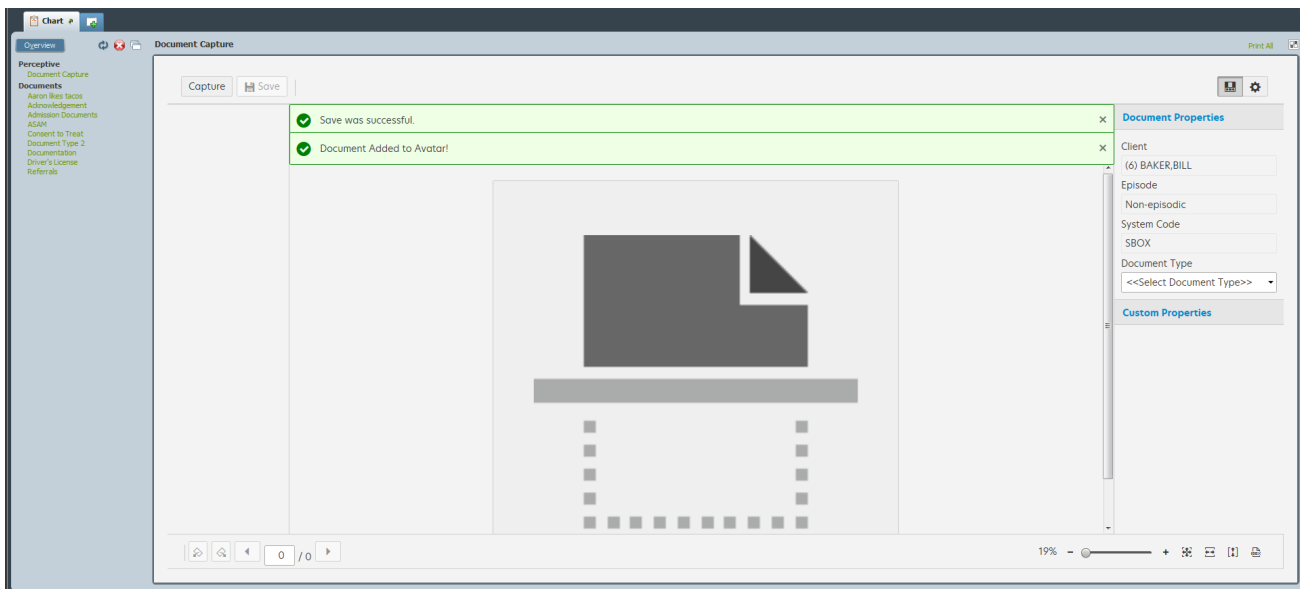 Chart
Overview
Document Capture
Print All
Perceptive
Document Capture
Documents
Aaron likes tacos
Acknowledgement
Admission Documents
ASAM
Consent to Treat
Document Type 2
Documentation
Driver's License
Referrals
Capture
Save
Save was successful.
Document Added to Avatar!
Document Properties
Client
(6) BAKER,BILL
Episode
Non-episodic
System Code
SBOX
Document Type
<<Select Document Type>>
Custom Properties
0 / 0
19%